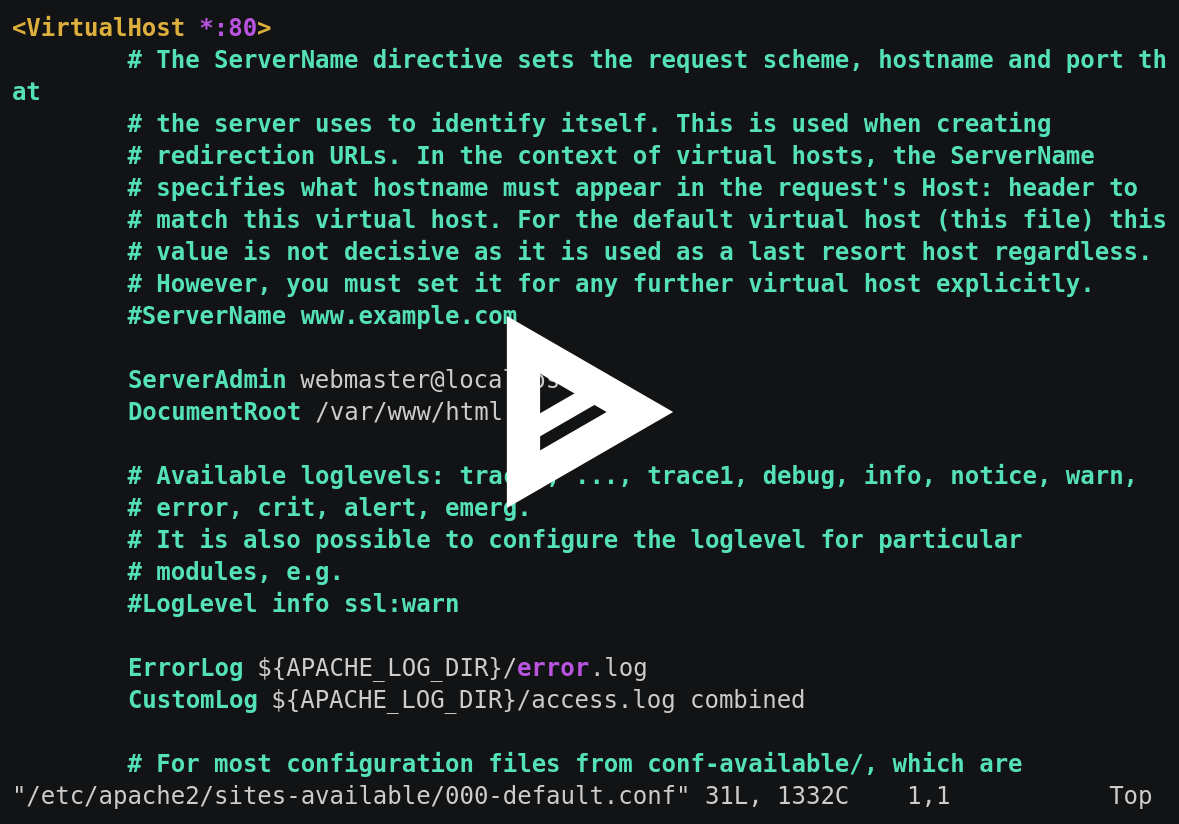 <VirtualHost *:80>
# The ServerName directive sets the request scheme, hostname and port th
at
# the server uses to identify itself. This is used when creating
# redirection URLs. In the context of virtual hosts, the ServerName
# specifies what hostname must appear in the request's Host: header to
# match this virtual host. For the default virtual host (this file) this
# value is not decisive as it is used as a last resort host regardless.
# However, you must set it for any further virtual host explicitly.
#ServerName www.example.com
ServerAdmin
DocumentRoot /var/www/html
# Available loglevels: ..., trace1, debug, info, notice, warn,
# error, crit, alert, emerg.
# It is also possible to configure the loglevel for particular
# modules, e.g.
#LogLevel info ssl:warn
ErrorLog ${APACHE_LOG_DIR}/error.log
CustomLog ${APACHE_LOG_DIR}/access.log combined
# For most configuration files from conf-available/, which are
"/etc/apache2/sites-available/000-default.conf" 31L, 1332C 1,1 Top